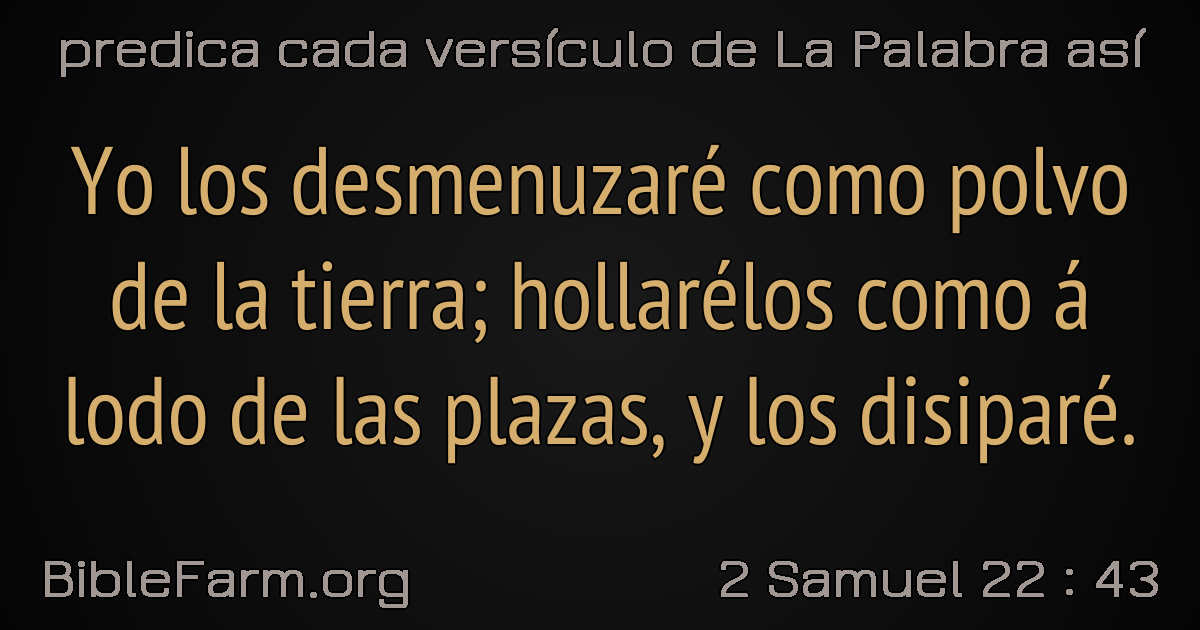 predica cada versículo de La Palabra así
Yo los desmenuzaré como polvo
de la tierra; hollarélos como á
lodo de las plazas, y los disiparé.
BibleFarm.org
2 Samuel 22 : 43